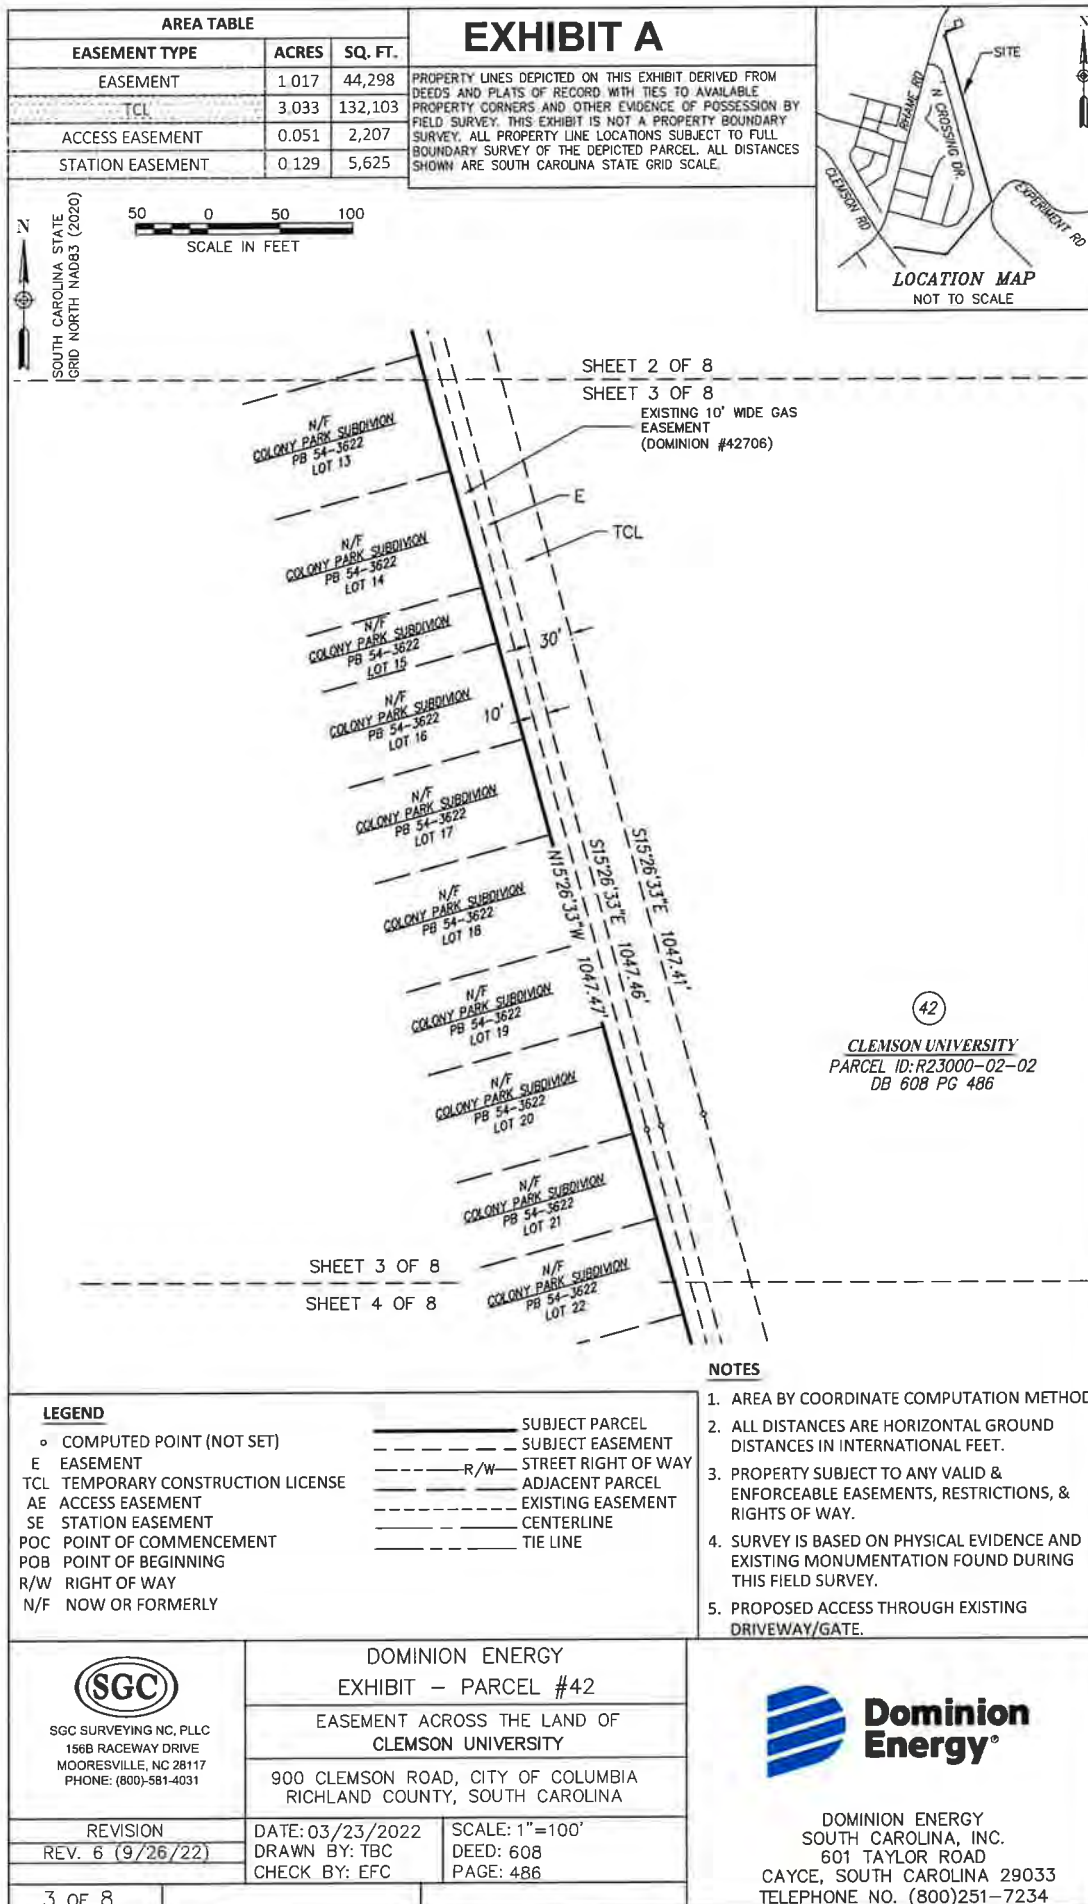 AREA TABLE
EASEMENT TYPE ACRES SQ. FT.
EASEMENT 1.017 44,298
TCL 3.033 132,103
ACCESS EASEMENT 0.051 2,207
STATION EASEMENT 0.129 5,625
EXHIBIT A
PROPERTY LINES DEPICTED ON THIS EXHIBIT DERIVED FROM
DEEDS AND PLATS OF RECORD WITH TIES TO AVAILABLE
PROPERTY CORNERS AND OTHER EVIDENCE OF POSSESSION BY
FIELD SURVEY. THIS EXHIBIT IS NOT A PROPERTY BOUNDARY
SURVEY. ALL PROPERTY LINE LOCATIONS SUBJECT TO FULL
BOUNDARY SURVEY OF THE DEPICTED PARCEL. ALL DISTANCES
SHOWN ARE SOUTH CAROLINA STATE GRID SCALE.
N
SITE
RHAME RD
N CROSSING DR.
CLEMSON RD
EXPERIMENT RD
LOCATION MAP
NOT TO SCALE
N
SOUTH CAROLINA STATE
GRID NORTH NAD83 (2020)
50 0 50 100
SCALE IN FEET
SHEET 2 OF 8
SHEET 3 OF 8
EXISTING 10' WIDE GAS
EASEMENT
(DOMINION #42706)
E
TCL
N/F
COLONY PARK SUBDIVION
PB 54-3622
LOT 13
N/F
COLONY PARK SUBDIVION
PB 54-3622
LOT 14
N/F
COLONY PARK SUBDIVION
PB 54-3622
LOT 15
30'
N/F
COLONY PARK SUBDIVION
PB 54-3622
LOT 16
10'
N/F
COLONY PARK SUBDIVION
PB 54-3622
LOT 17
N15°26'33"W 1047.47'
S15°26'33"E 1047.46'
S15°26'33"E 1047.41'
N/F
COLONY PARK SUBDIVION
PB 54-3622
LOT 18
N/F
COLONY PARK SUBDIVION
PB 54-3622
LOT 19
42
CLEMSON UNIVERSITY
PARCEL ID: R23000-02-02
DB 608 PG 486
N/F
COLONY PARK SUBDIVION
PB 54-3622
LOT 20
N/F
COLONY PARK SUBDIVION
PB 54-3622
LOT 21
N/F
COLONY PARK SUBDIVION
PB 54-3622
LOT 22
SHEET 3 OF 8
SHEET 4 OF 8
LEGEND
COMPUTED POINT (NOT SET)
E EASEMENT
TCL TEMPORARY CONSTRUCTION LICENSE
AE ACCESS EASEMENT
SE STATION EASEMENT
POC POINT OF COMMENCEMENT
POB POINT OF BEGINNING
R/W RIGHT OF WAY
N/F NOW OR FORMERLY
SUBJECT PARCEL
SUBJECT EASEMENT
R/W STREET RIGHT OF WAY
ADJACENT PARCEL
EXISTING EASEMENT
CENTERLINE
TIE LINE
NOTES
1. AREA BY COORDINATE COMPUTATION METHOD
2. ALL DISTANCES ARE HORIZONTAL GROUND
DISTANCES IN INTERNATIONAL FEET.
3. PROPERTY SUBJECT TO ANY VALID &
ENFORCEABLE EASEMENTS, RESTRICTIONS, &
RIGHTS OF WAY.
4. SURVEY IS BASED ON PHYSICAL EVIDENCE AND
EXISTING MONUMENTATION FOUND DURING
THIS FIELD SURVEY.
5. PROPOSED ACCESS THROUGH EXISTING
DRIVEWAY/GATE.
SGC
SGC SURVEYING NC, PLLC
156B RACEWAY DRIVE
MOORESVILLE, NC 28117
PHONE: (800)-581-4031
DOMINION ENERGY
EXHIBIT - PARCEL #42
EASEMENT ACROSS THE LAND OF
CLEMSON UNIVERSITY
900 CLEMSON ROAD, CITY OF COLUMBIA
RICHLAND COUNTY, SOUTH CAROLINA
REVISION
REV. 6 (9/26/22)
DATE: 03/23/2022
DRAWN BY: TBC
CHECK BY: EFC
SCALE: 1"=100'
DEED: 608
PAGE: 486
3 OF 8
Dominion
Energy®
DOMINION ENERGY
SOUTH CAROLINA, INC.
601 TAYLOR ROAD
CAYCE, SOUTH CAROLINA 29033
TELEPHONE NO. (800)251-7234